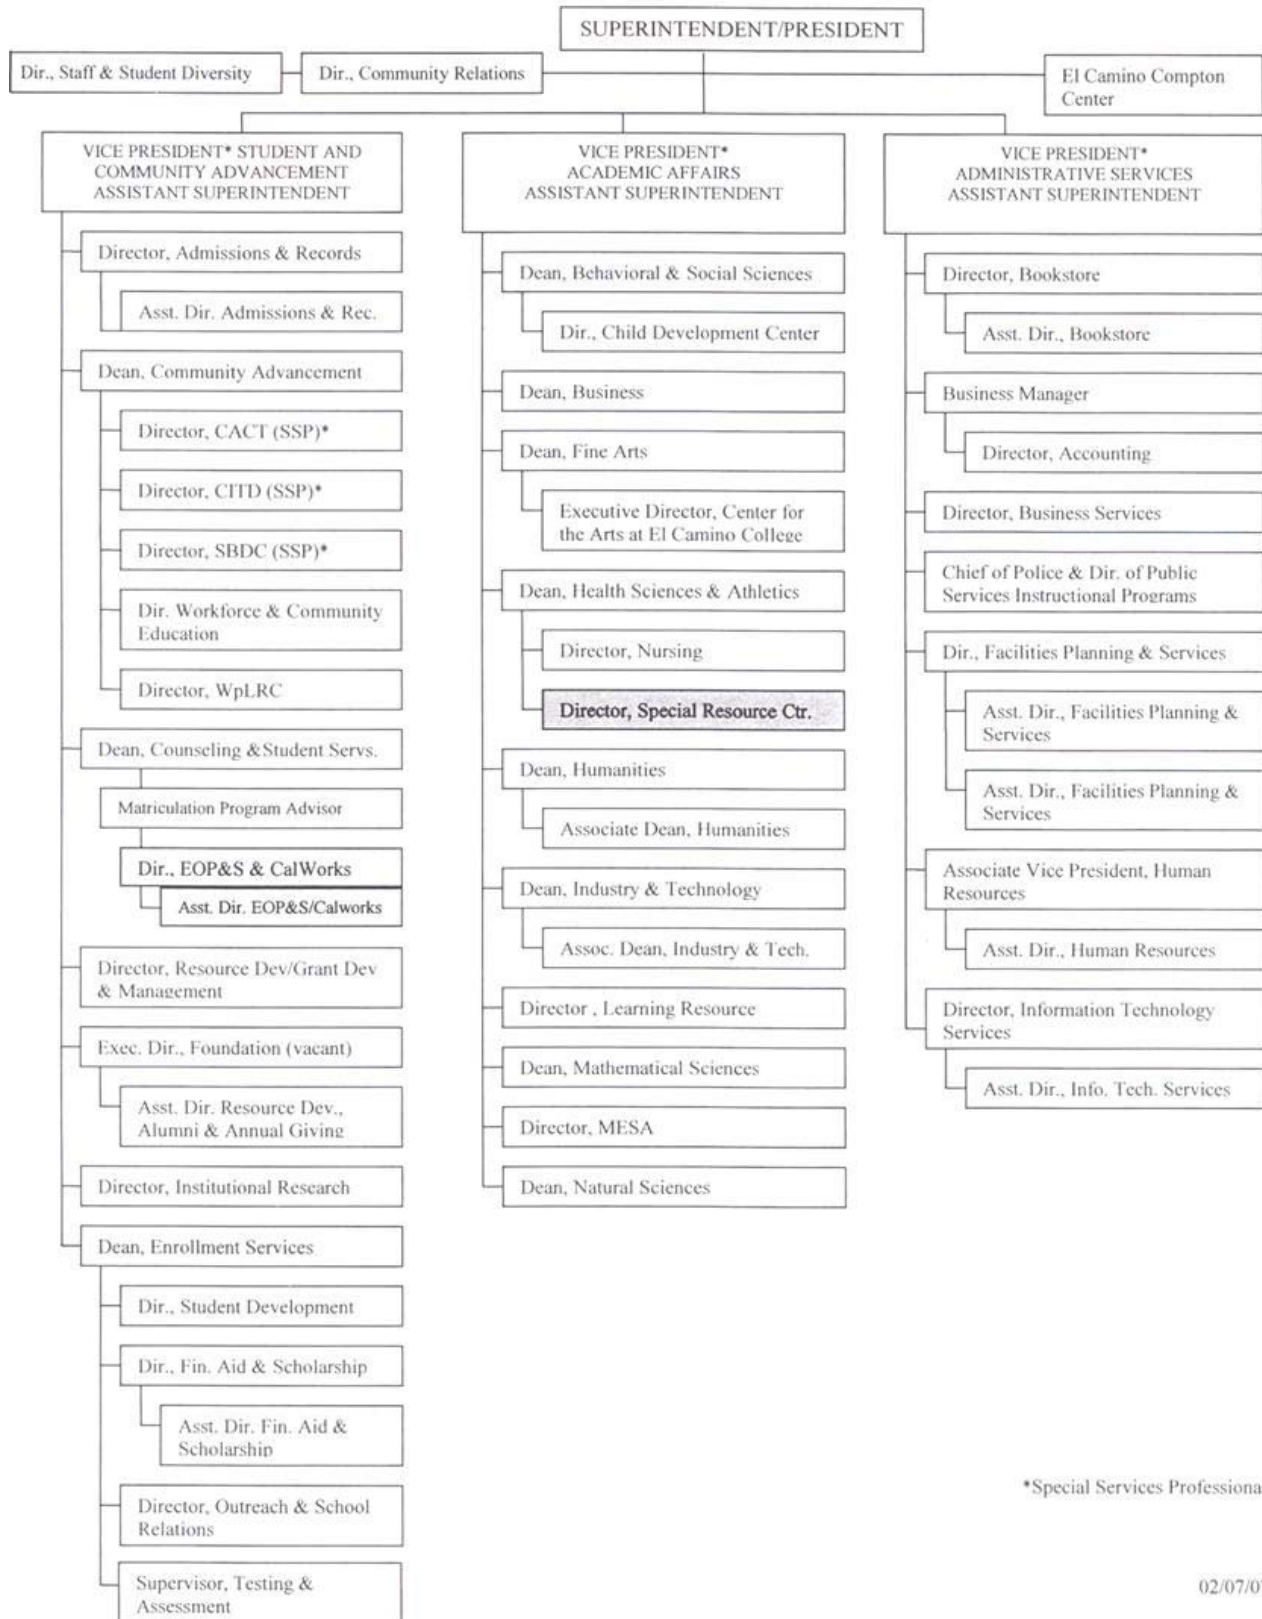 SUPERINTENDENT/PRESIDENT
Dir., Staff & Student Diversity
Dir., Community Relations
El Camino Compton
Center
VICE PRESIDENT* STUDENT AND
COMMUNITY ADVANCEMENT
ASSISTANT SUPERINTENDENT
Director, Admissions & Records
Asst. Dir. Admissions & Rec.
Dean, Community Advancement
Director, CACT (SSP)*
Director, CITD (SSP)*
Director, SBDC (SSP)*
Dir. Workforce & Community
Education
Director, WpLRC
Dean, Counseling &Student Servs.
Matriculation Program Advisor
Dir., EOP&S & CalWorks
Asst. Dir. EOP&S/Calworks
Director, Resource Dev/Grant Dev
& Management
Exec. Dir., Foundation (vacant)
Asst. Dir. Resource Dev.,
Alumni & Annual Giving
Director, Institutional Research
Dean, Enrollment Services
Dir., Student Development
Dir., Fin. Aid & Scholarship
Asst. Dir. Fin. Aid &
Scholarship
Director, Outreach & School
Relations
Supervisor, Testing &
Assessment
VICE PRESIDENT*
ACADEMIC AFFAIRS
ASSISTANT SUPERINTENDENT
Dean, Behavioral & Social Sciences
Dir., Child Development Center
Dean, Business
Dean, Fine Arts
Executive Director, Center for
the Arts at El Camino College
Dean, Health Sciences & Athletics
Director, Nursing
Director, Special Resource Ctr.
Dean, Humanities
Associate Dean, Humanities
Dean, Industry & Technology
Assoc. Dean, Industry & Tech.
Director , Learning Resource
Dean, Mathematical Sciences
Director, MESA
Dean, Natural Sciences
VICE PRESIDENT*
ADMINISTRATIVE SERVICES
ASSISTANT SUPERINTENDENT
Director, Bookstore
Asst. Dir., Bookstore
Business Manager
Director, Accounting
Director, Business Services
Chief of Police & Dir. of Public
Services Instructional Programs
Dir., Facilities Planning & Services
Asst. Dir., Facilities Planning &
Services
Asst. Dir., Facilities Planning &
Services
Associate Vice President, Human
Resources
Asst. Dir., Human Resources
Director, Information Technology
Services
Asst. Dir., Info. Tech. Services
*Special Services Professiona
02/07/0